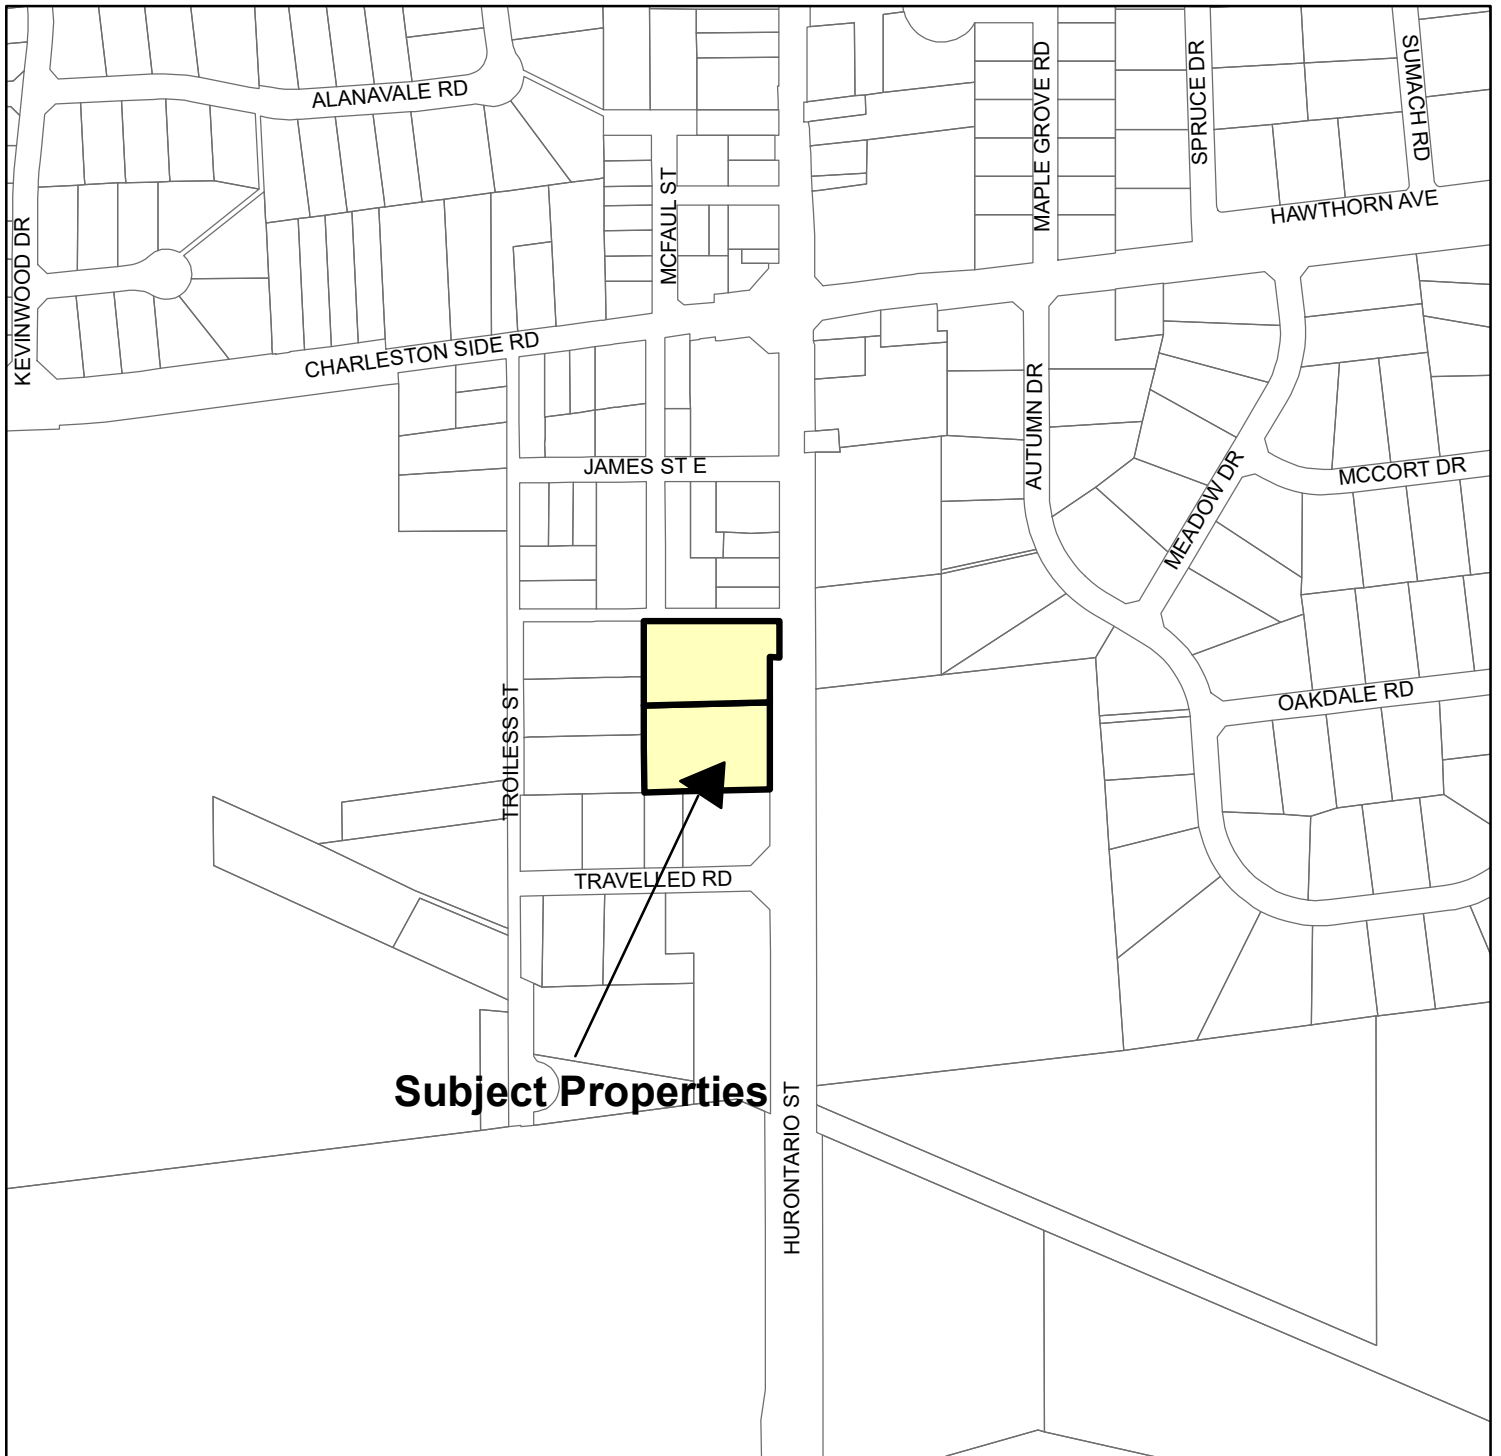 ALANAVALE RD
MAPLE GROVE RD
SPRUCE DR
SUMACH RD
HAWTHORN AVE
MCFAUL ST
KEVINWOOD DR
CHARLESTON SIDE RD
AUTUMN DR
JAMES ST E
MCCORT DR
MEADOW DR
OAKDALE RD
TROILESS ST
TRAVELLED RD
Subject Properties
HURONTARIO ST